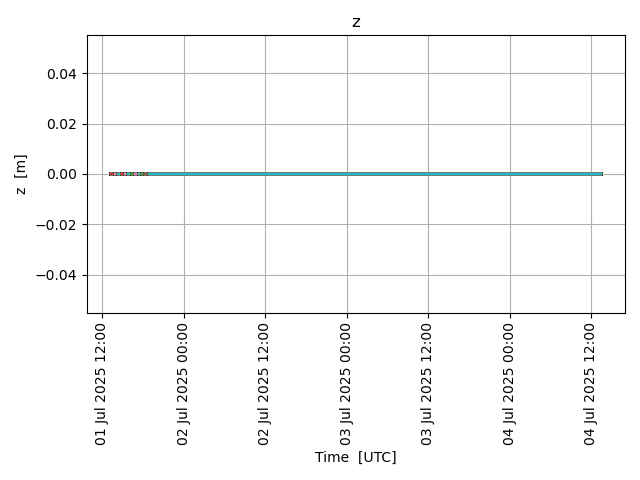 z
0.04
0.02
0.00
−0.02
−0.04
z [m]
01 Jul 2025 12:00
02 Jul 2025 00:00
02 Jul 2025 12:00
03 Jul 2025 00:00
03 Jul 2025 12:00
04 Jul 2025 00:00
04 Jul 2025 12:00
Time [UTC]